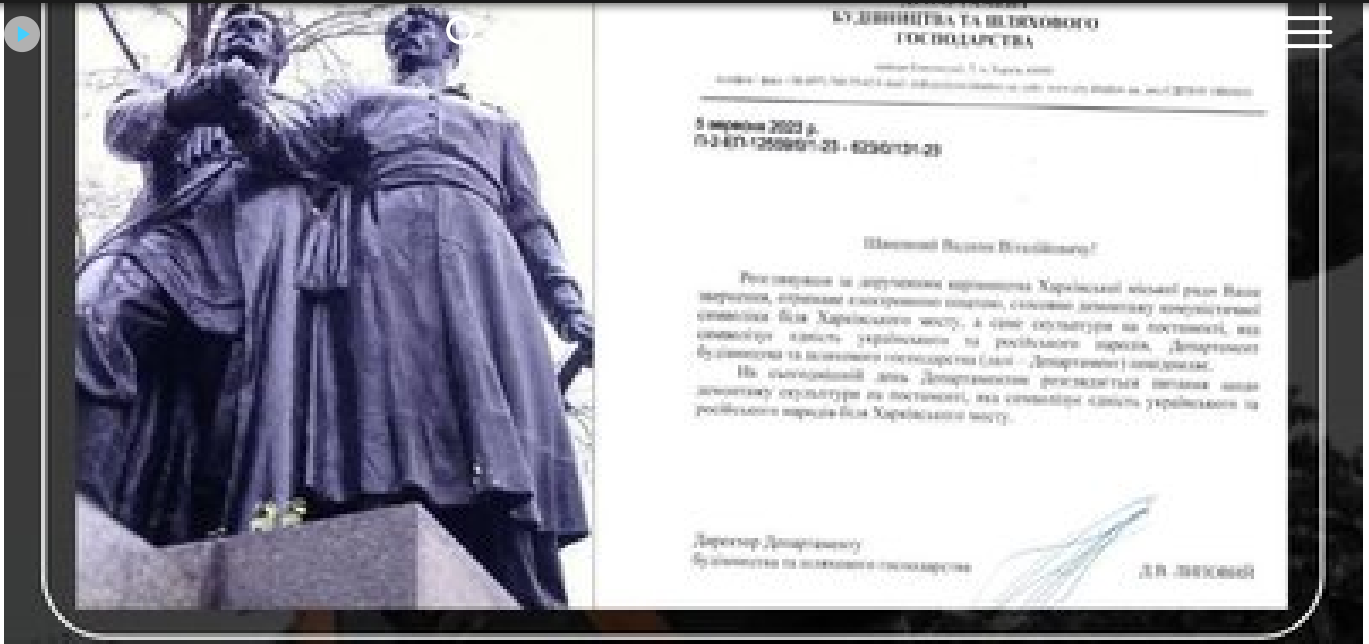 БУДІВНИЦТВА ТА ШЛЯХОВОГО
ГОСПОДАРСТВА
5 червня 2023 р.
Шановний Вадиме Віталійовичу!
Розглянувши за дорученням керівництва Харківської міської ради Ваше
звернення, отримане електронною поштою, стосовно демонтажу комуністичної
символіки біля Харківського мосту, а саме скульптури на постаменті, яка
символізує єдність українського та російського народів, Департамент
будівництва та шляхового господарства (далі - Департамент) повідомляє.
На сьогоднішній день Департаментом розглядається питання щодо
демонтажу скульптури на постаменті, яка символізує єдність українського та
російського народів біля Харківського мосту.
Директор Департаменту
будівництва та шляхового господарства